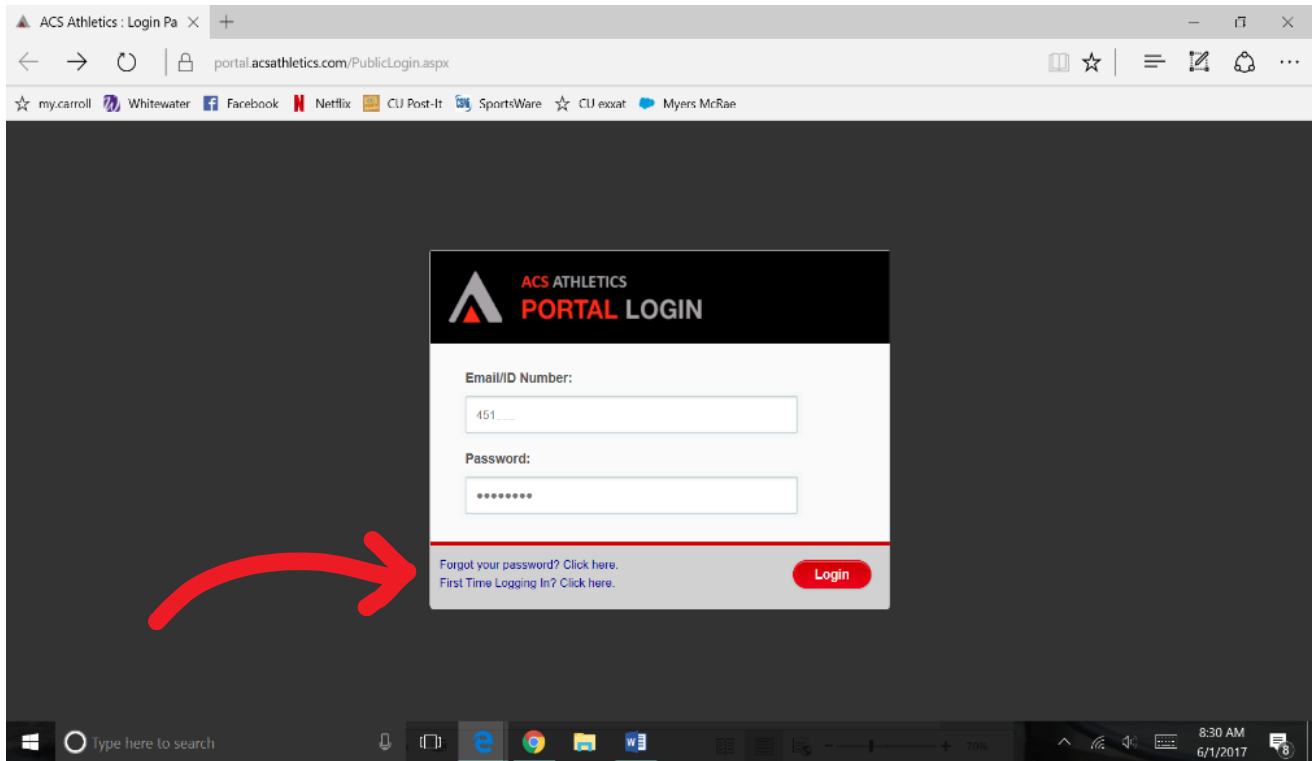 ACS Athletics : Login Pa
portal.acsathletics.com/PublicLogin.aspx
my.carroll Whitewater Facebook Netflix CU Post-It SportsWare CU exxat Myers McRae
ACS ATHLETICS
PORTAL LOGIN
Email/ID Number:
451
Password:
Forgot your password? Click here.
First Time Logging In? Click here.
Login
Type here to search
70%
8:30 AM
6/1/2017
8